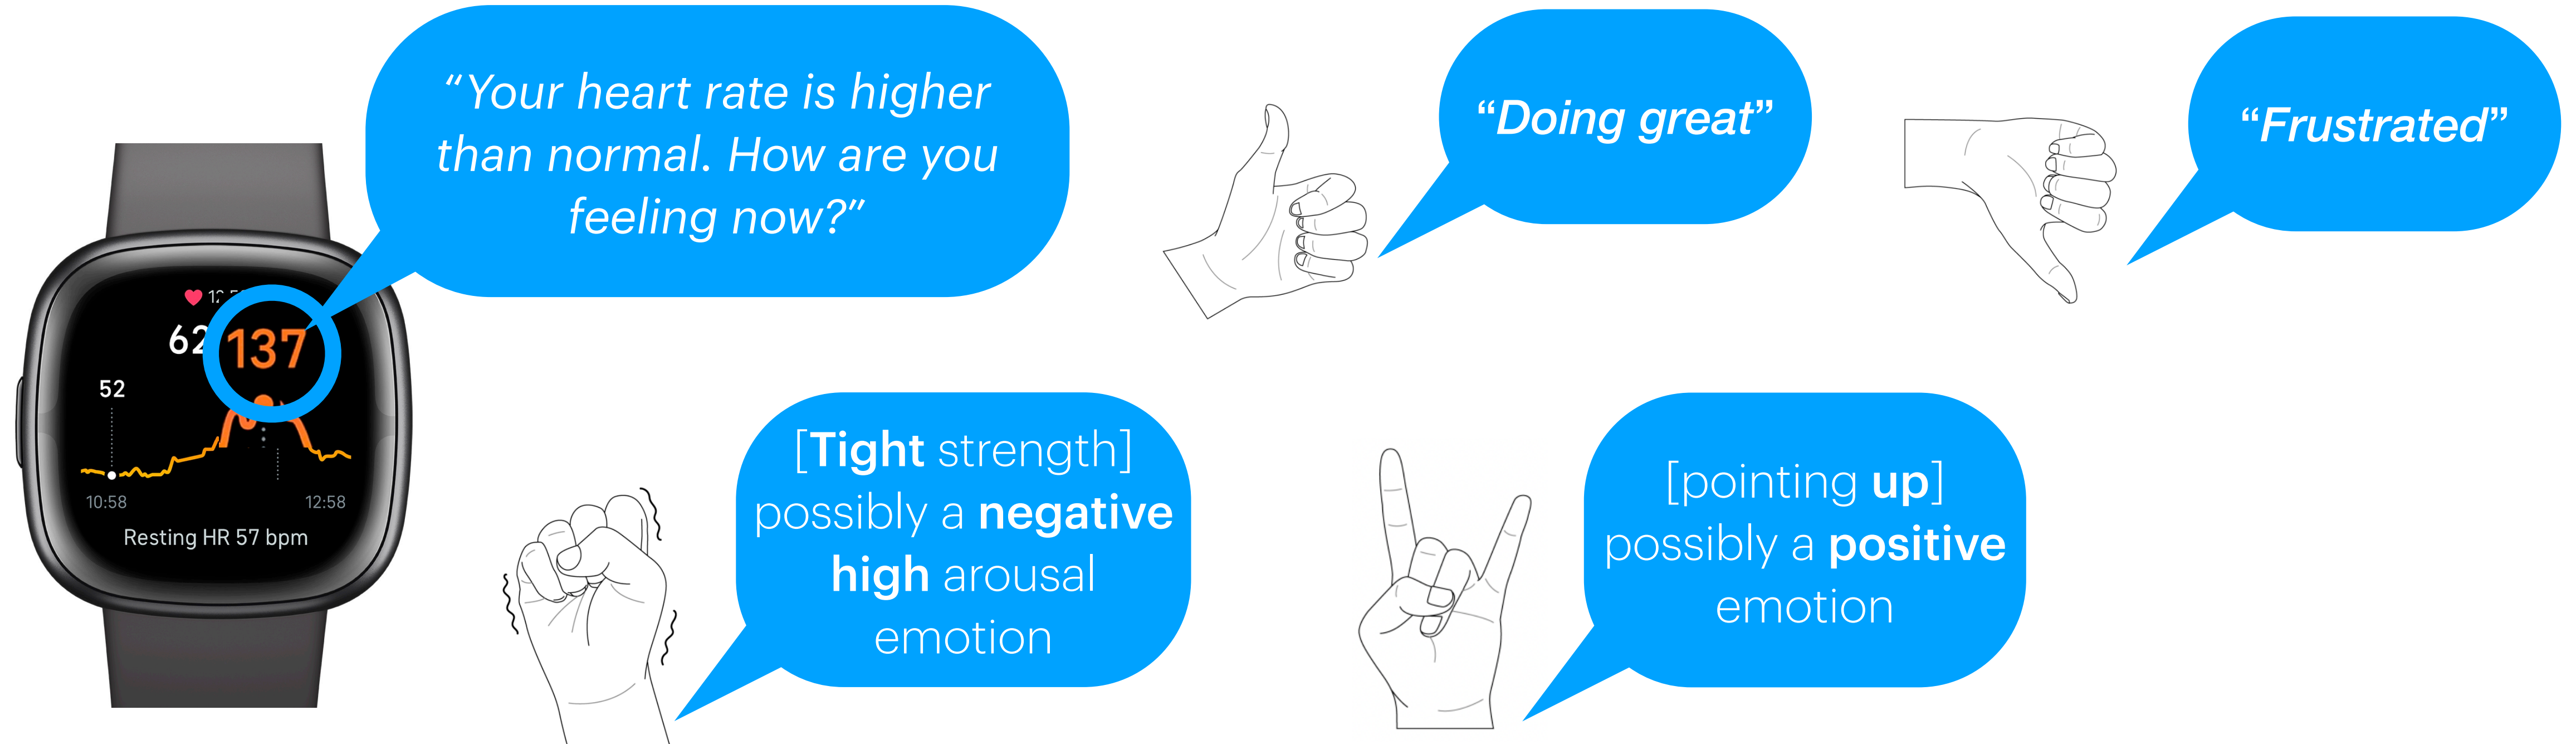 “Your heart rate is higher
than normal. How are you
feeling now?”
“Doing great”
“Frustrated”
62
137
52
10:58
12:58
Resting HR 57 bpm
[Tight strength]
possibly a negative
high arousal
emotion
[pointing up]
possibly a positive
emotion